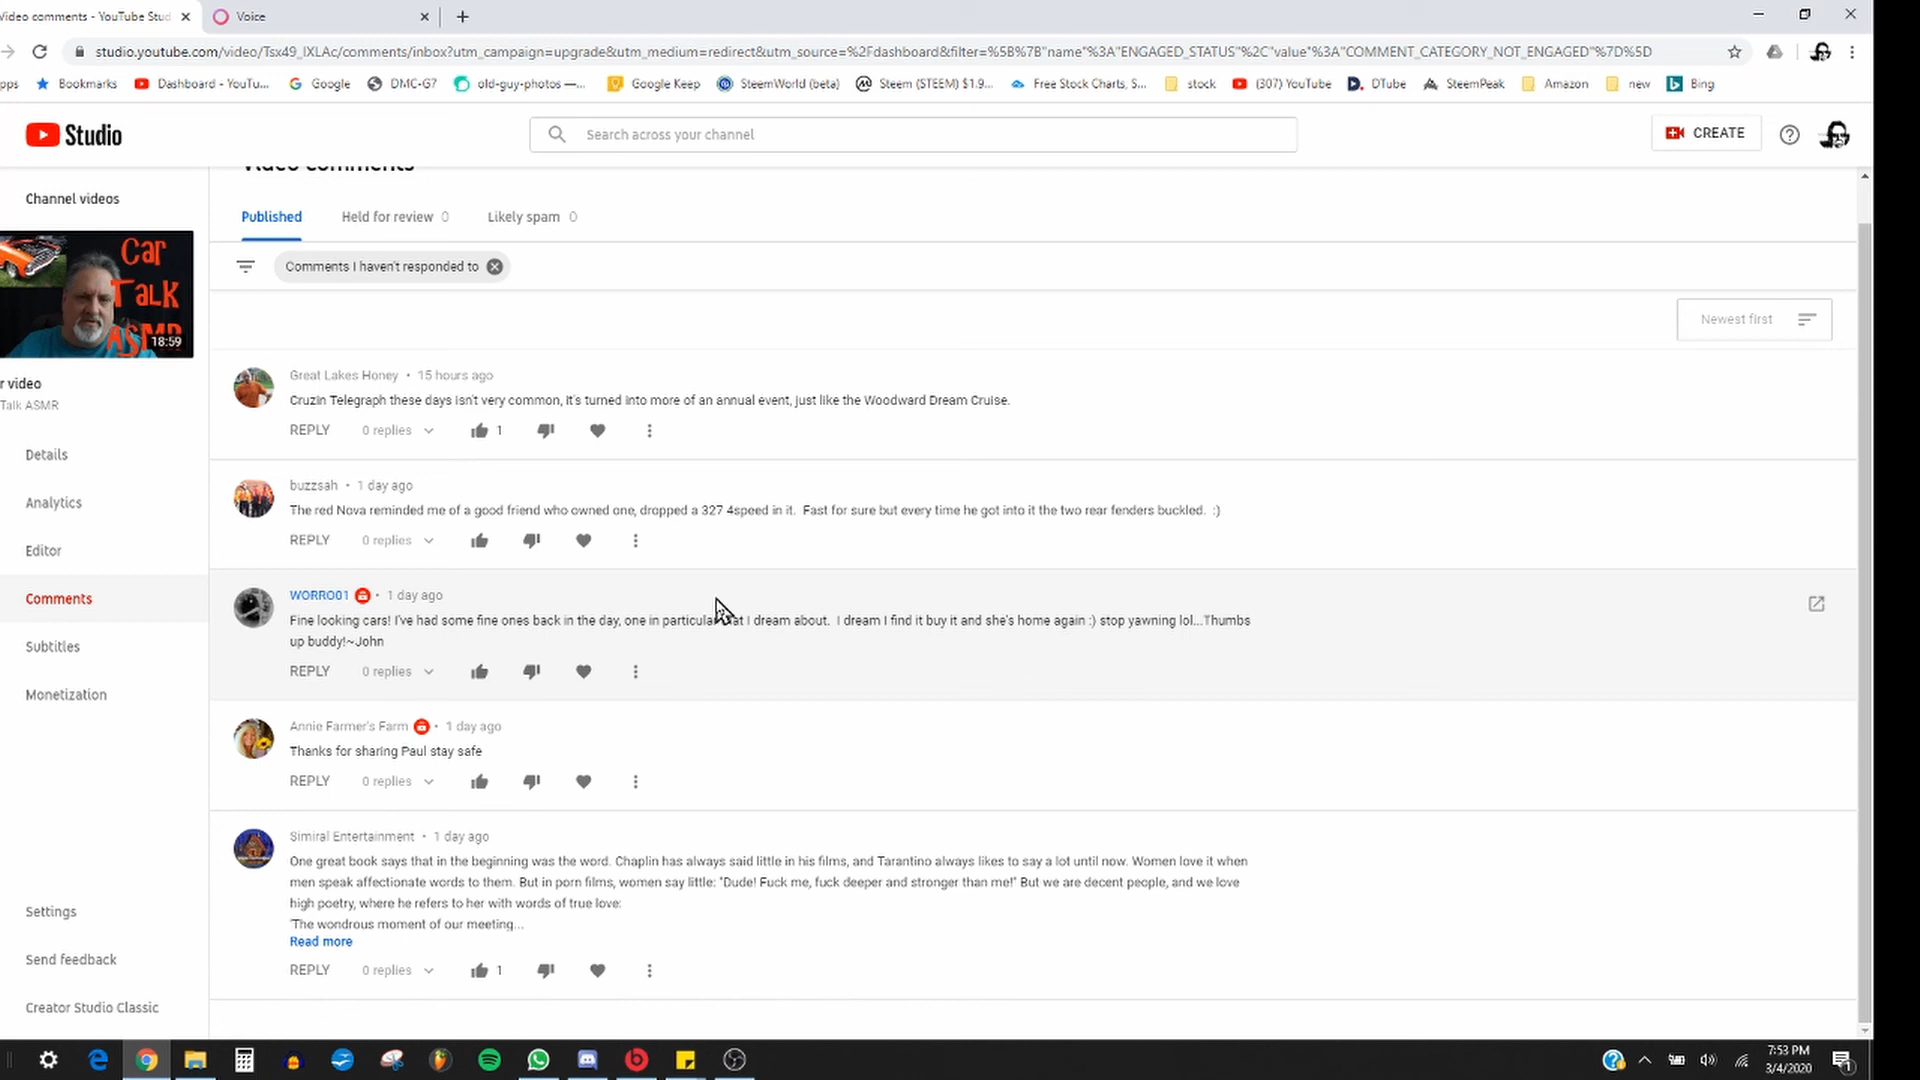 Video comments - YouTube Stud
Voice
studio.youtube.com/video/Tsx49_IXLAc/comments/inbox?utm_campaign=upgrade&utm_medium=redirect&utm_source=%2Fdashboard&filter=%5B%7B"name"%3A"ENGAGED_STATUS"%2C"value"%3A"COMMENT_CATEGORY_NOT_ENGAGED"%7D%5D
pps Bookmarks Dashboard - YouTu... Google DMC-G7 old-guy-photos —... Google Keep SteemWorld (beta) Steem (STEEM) $1.9... Free Stock Charts, S... stock (307) YouTube DTube SteemPeak Amazon new Bing
Studio
Search across your channel
CREATE
Video comments
Channel videos
Published Held for review 0 Likely spam 0
Comments I haven't responded to
Car
Talk
ASMR
18:59
Newest first
r video
Talk ASMR
Details
Analytics
Editor
Comments
Subtitles
Monetization
Settings
Send feedback
Creator Studio Classic
Great Lakes Honey • 15 hours ago
Cruzin Telegraph these days isn't very common, it's turned into more of an annual event, just like the Woodward Dream Cruise.
REPLY 0 replies 1
buzzsah • 1 day ago
The red Nova reminded me of a good friend who owned one, dropped a 327 4speed in it. Fast for sure but every time he got into it the two rear fenders buckled. :)
REPLY 0 replies
WORRO01 • 1 day ago
Fine looking cars! I've had some fine ones back in the day, one in particular at I dream about. I dream I find it buy it and she's home again :) stop yawning lol...Thumbs
up buddy!~John
REPLY 0 replies
Annie Farmer's Farm • 1 day ago
Thanks for sharing Paul stay safe
REPLY 0 replies
Simiral Entertainment • 1 day ago
One great book says that in the beginning was the word. Chaplin has always said little in his films, and Tarantino always likes to say a lot until now. Women love it when
men speak affectionate words to them. But in porn films, women say little: "Dude! Fuck me, fuck deeper and stronger than me!" But we are decent people, and we love
high poetry, where he refers to her with words of true love:
'The wondrous moment of our meeting...
Read more
REPLY 0 replies 1
7:53 PM
3/4/2020